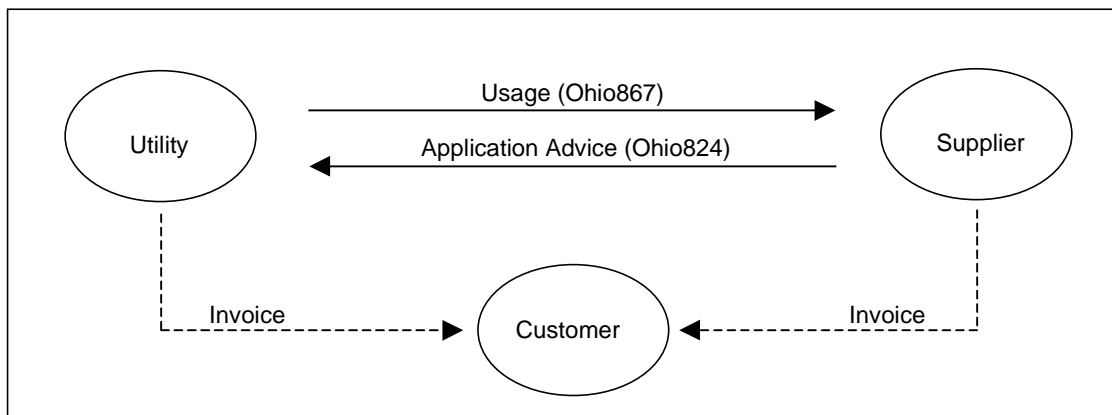 Usage (Ohio867)
Utility
Supplier
Application Advice (Ohio824)
Invoice
Invoice
Customer